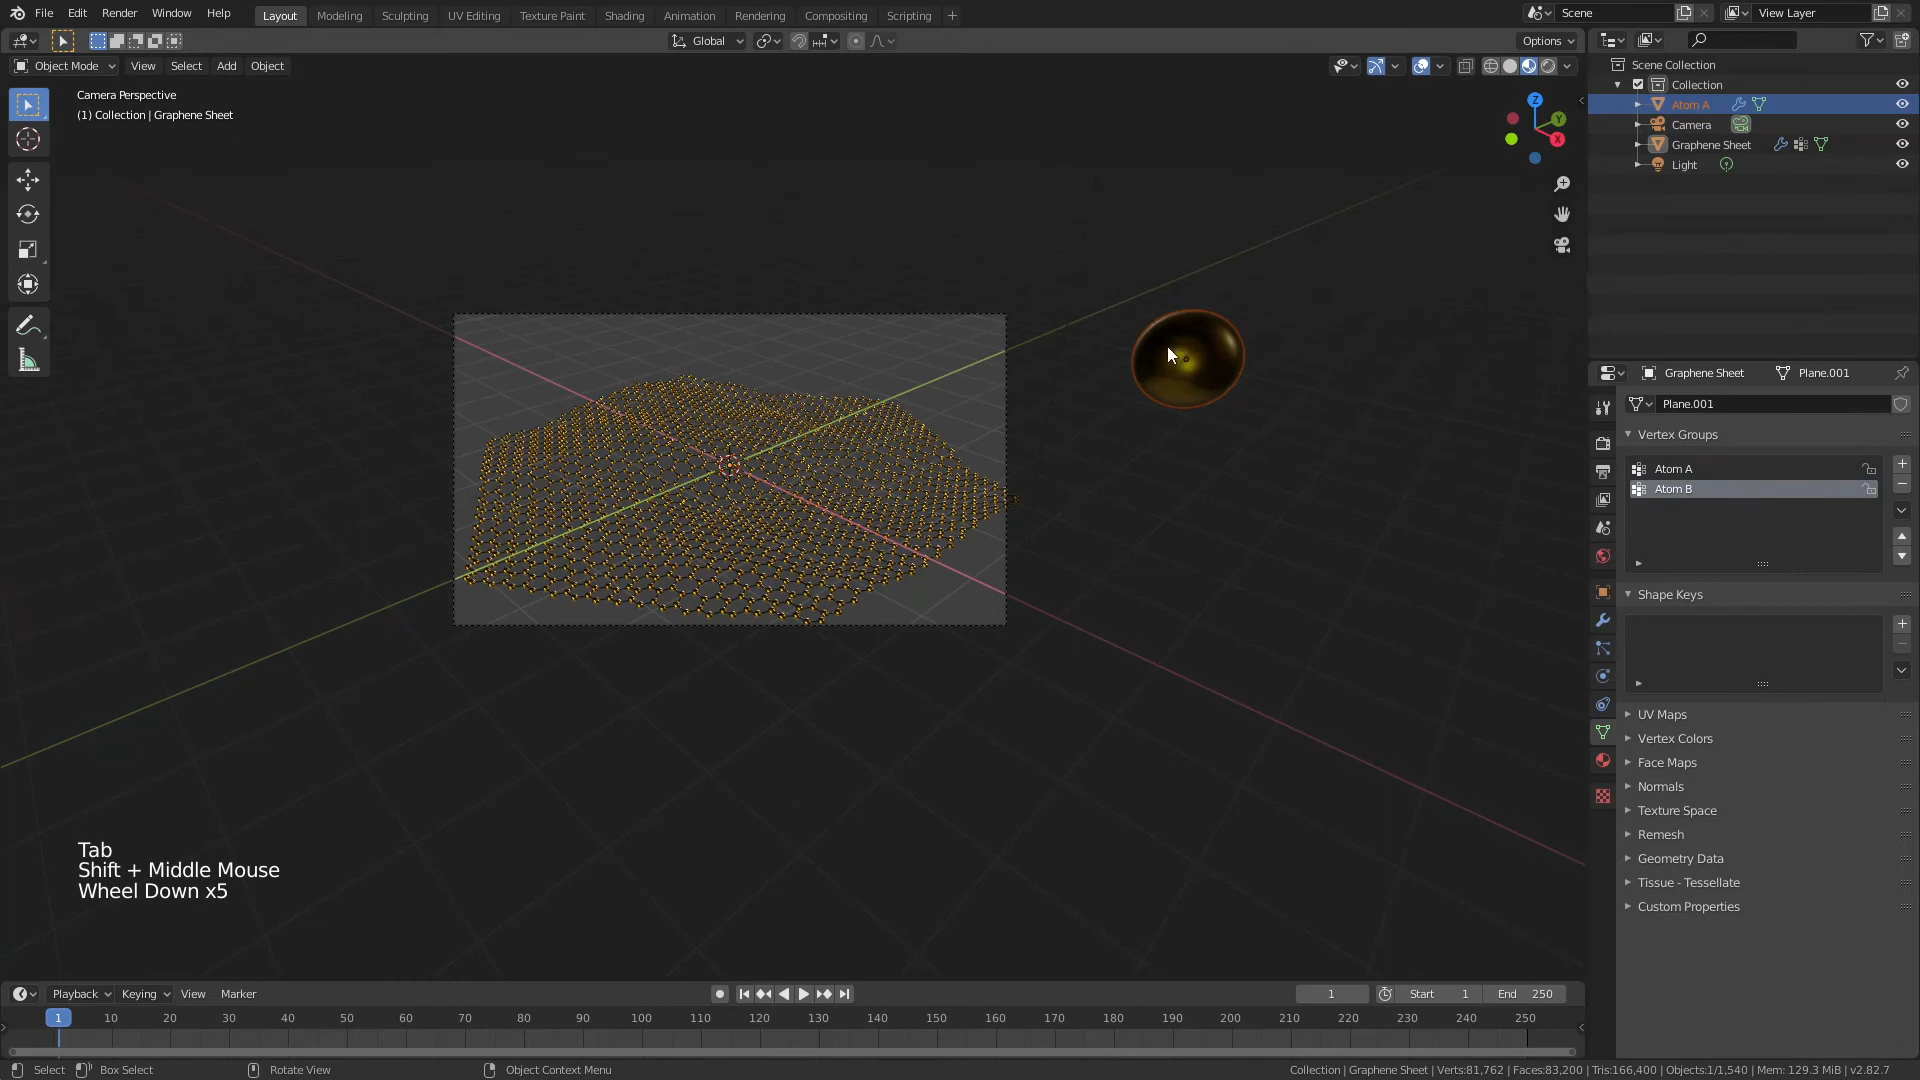 File Edit Render Window Help
Layout Modeling Sculpting UV Editing Texture Paint Shading Animation Rendering Compositing Scripting +
Scene
View Layer
Global
Options
Object Mode View Select Add Object
Camera Perspective
(1) Collection | Graphene Sheet
Z
Y
X
Scene Collection
Collection
Atom A
Camera
Graphene Sheet
Light
Graphene Sheet Plane.001
Plane.001
Vertex Groups
Atom A
Atom B
Shape Keys
UV Maps
Vertex Colors
Face Maps
Normals
Texture Space
Remesh
Geometry Data
Tissue - Tessellate
Custom Properties
Tab
Shift + Middle Mouse
Wheel Down x5
Playback Keying View Marker
1
Start 1
End 250
1 10 20 30 40 50 60 70 80 90 100 110 120 130 140 150 160 170 180 190 200 210 220 230 240 250
Select Box Select Rotate View Object Context Menu
Collection | Graphene Sheet | Verts:81,762 | Faces:83,200 | Tris:166,400 | Objects:1/1,540 | Mem: 129.3 MiB | v2.82.7